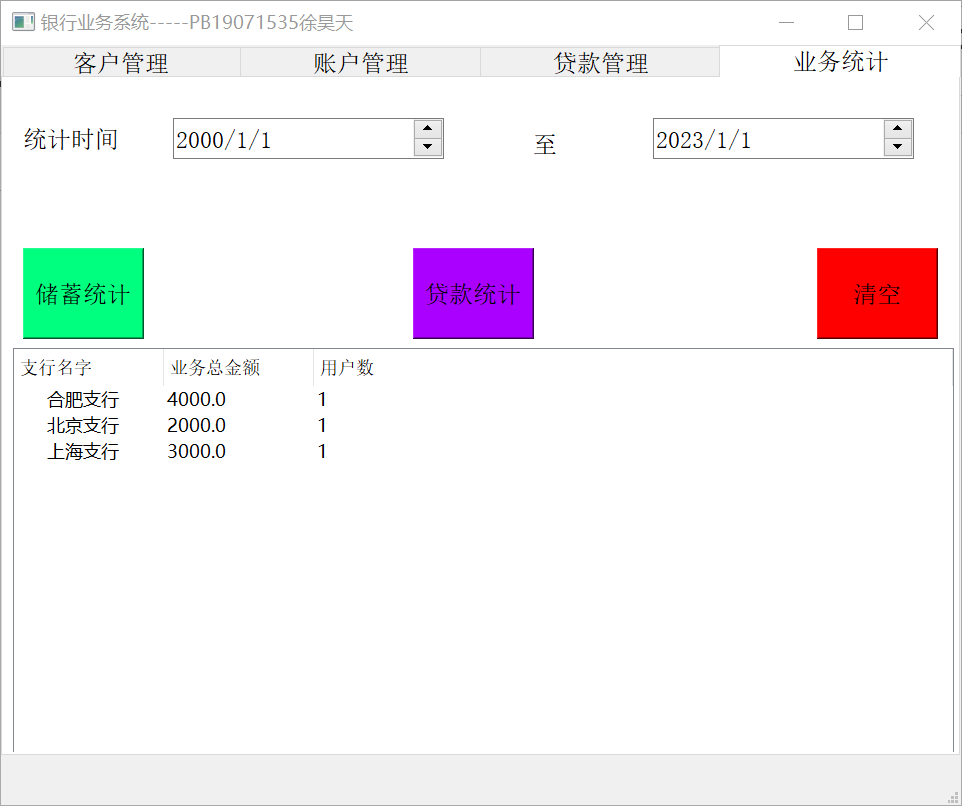 银行业务系统-----PB19071535徐昊天
客户管理 账户管理 贷款管理 业务统计
统计时间 2000/1/1 至 2023/1/1
储蓄统计 贷款统计 清空
支行名字 业务总金额 用户数
合肥支行 4000.0 1
北京支行 2000.0 1
上海支行 3000.0 1